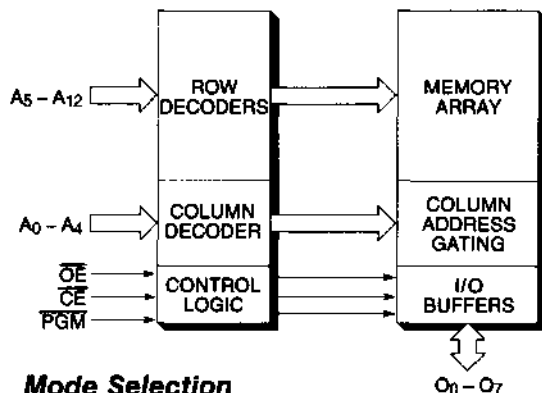 A5 – A12
ROW
DECODERS
MEMORY
ARRAY
A0 – A4
COLUMN
DECODER
COLUMN
ADDRESS
GATING
OE
CE
PGM
CONTROL
LOGIC
I/O
BUFFERS
Mode Selection
O0 – O7